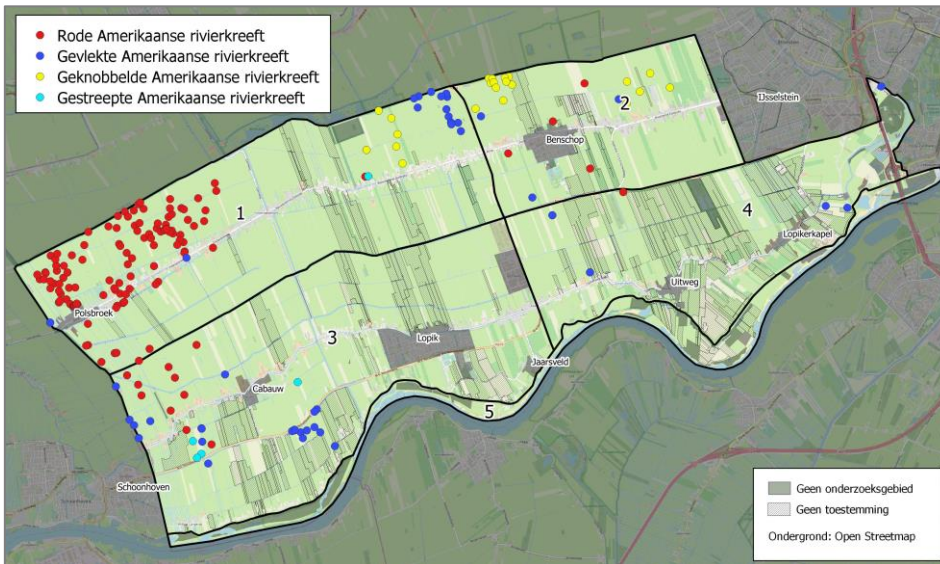 Rode Amerikaanse rivierkreeft
Gevlekte Amerikaanse rivierkreeft
Geknobbelde Amerikaanse rivierkreeft
Gestreepte Amerikaanse rivierkreeft
2
IJsselstein
Benschop
1
4
Lopikerkapel
Polsbroek
Uitweg
3
Lopik
Jaarsveld
Cabauw
5
Schoonhoven
Geen onderzoeksgebied
Geen toestemming
Ondergrond: Open Streetmap